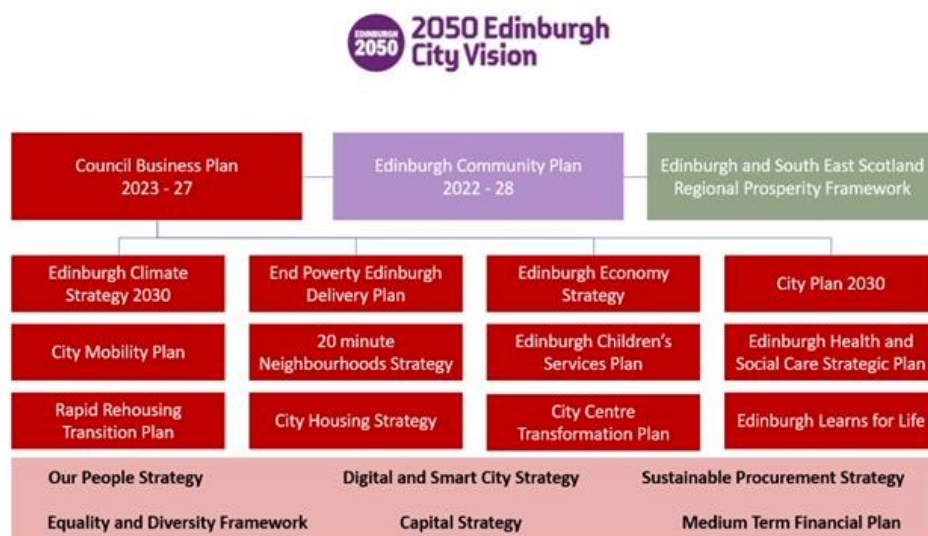 EDINBURGH
2050
2050 Edinburgh
City Vision
Council Business Plan
2023 - 27
Edinburgh Community Plan
2022 - 28
Edinburgh and South East Scotland
Regional Prosperity Framework
Edinburgh Climate
Strategy 2030
End Poverty Edinburgh
Delivery Plan
Edinburgh Economy
Strategy
City Plan 2030
City Mobility Plan
20 minute
Neighbourhoods Strategy
Edinburgh Children's
Services Plan
Edinburgh Health and
Social Care Strategic Plan
Rapid Rehousing
Transition Plan
City Housing Strategy
City Centre
Transformation Plan
Edinburgh Learns for Life
Our People Strategy
Digital and Smart City Strategy
Sustainable Procurement Strategy
Equality and Diversity Framework
Capital Strategy
Medium Term Financial Plan